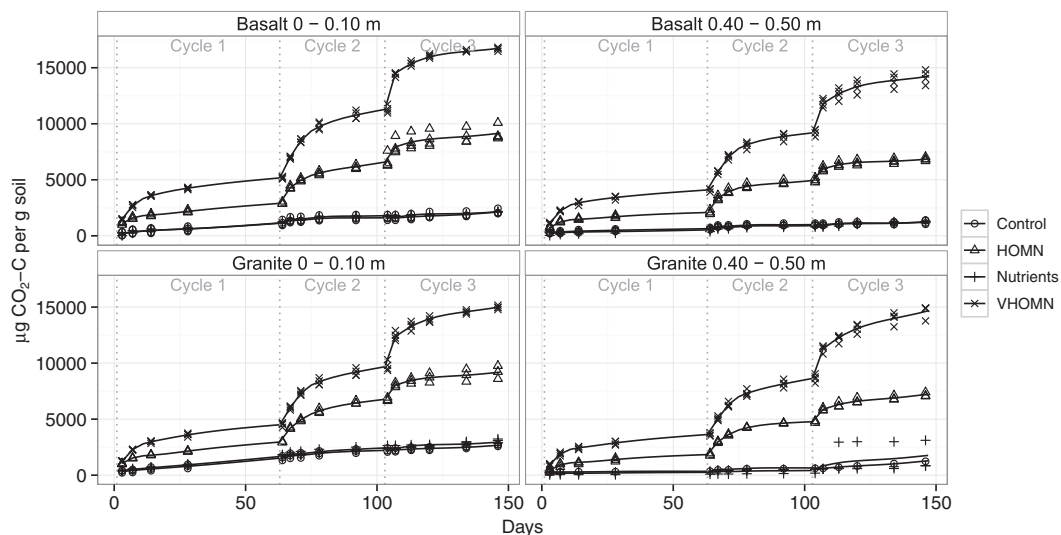 Basalt 0 − 0.10 m
Basalt 0.40 − 0.50 m
Cycle 1
Cycle 2
Cycle 3
Cycle 1
Cycle 2
Cycle 3
15000
10000
5000
0
Granite 0 − 0.10 m
Granite 0.40 − 0.50 m
Cycle 1
Cycle 2
Cycle 3
Cycle 1
Cycle 2
Cycle 3
15000
10000
5000
0
0
50
100
150
0
50
100
150
Days
µg CO₂−C per g soil
Control
HOMN
Nutrients
VHOMN